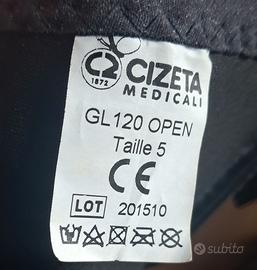 CIZETA
1872 MEDICALI
GL120 OPEN
Taille 5
CE
LOT 201510
subito